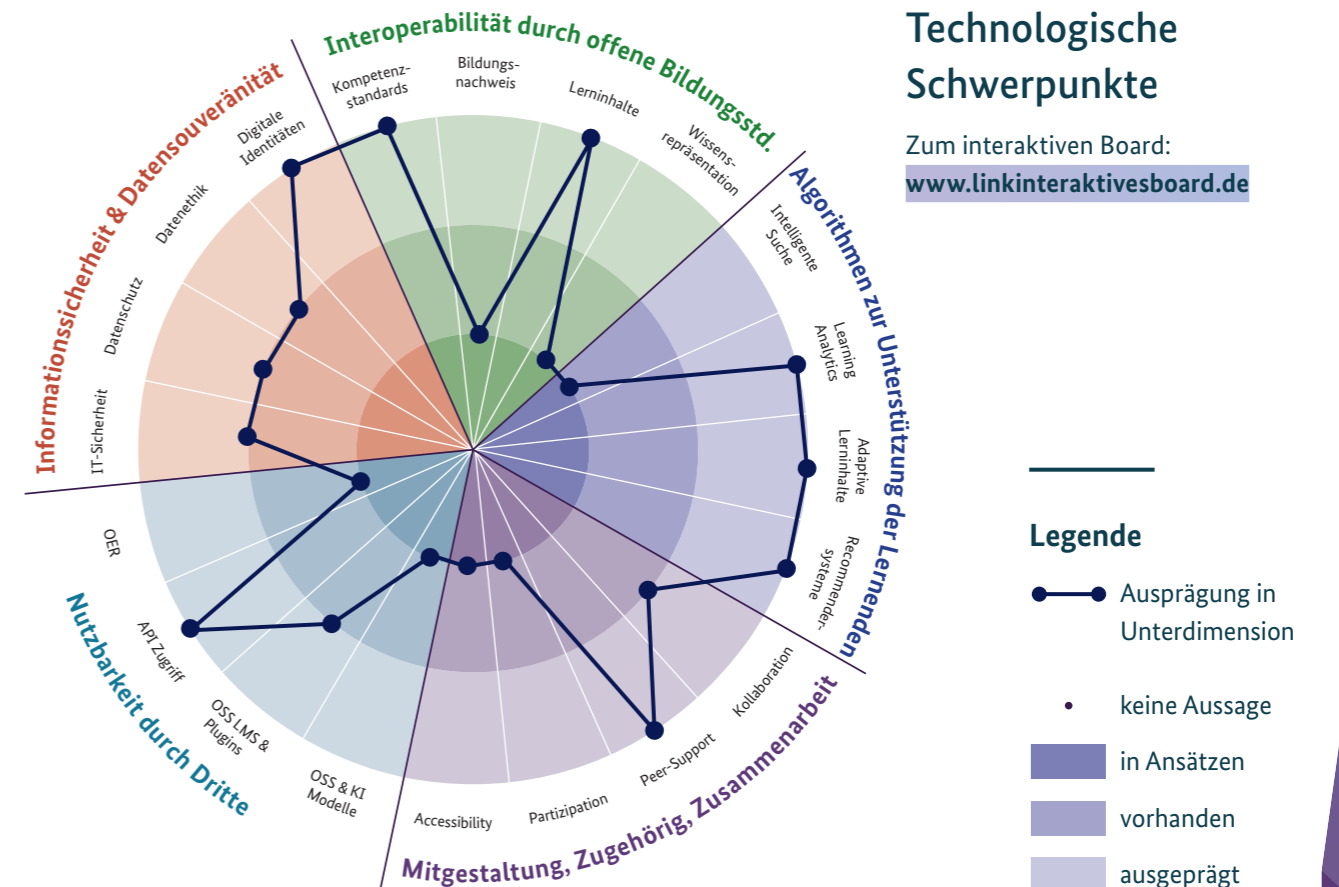 Technologische
Schwerpunkte
Zum interaktiven Board:
www.linkinteraktivesboard.de
Interoperabilität durch offene Bildungsstd.
Kompetenz-
standards
Bildungs-
nachweis
Lerninhalte
Wissens-
repräsentation
Algorithmen zur Unterstützung der Lernenden
Intelligente
Suche
Learning
Analytics
Adaptive
Lerninhalte
Recommender-
systeme
Mitgestaltung, Zugehörig, Zusammenarbeit
Kollaboration
Peer-Support
Partizipation
Accessibility
Nutzbarkeit durch Dritte
OSS & KI
Modelle
OSS LMS &
Plugins
API Zugriff
OER
Informationssicherheit & Datensouveränität
IT-Sicherheit
Datenschutz
Datenethik
Digitale
Identitäten
Legende
Ausprägung in
Unterdimension
keine Aussage
in Ansätzen
vorhanden
ausgeprägt